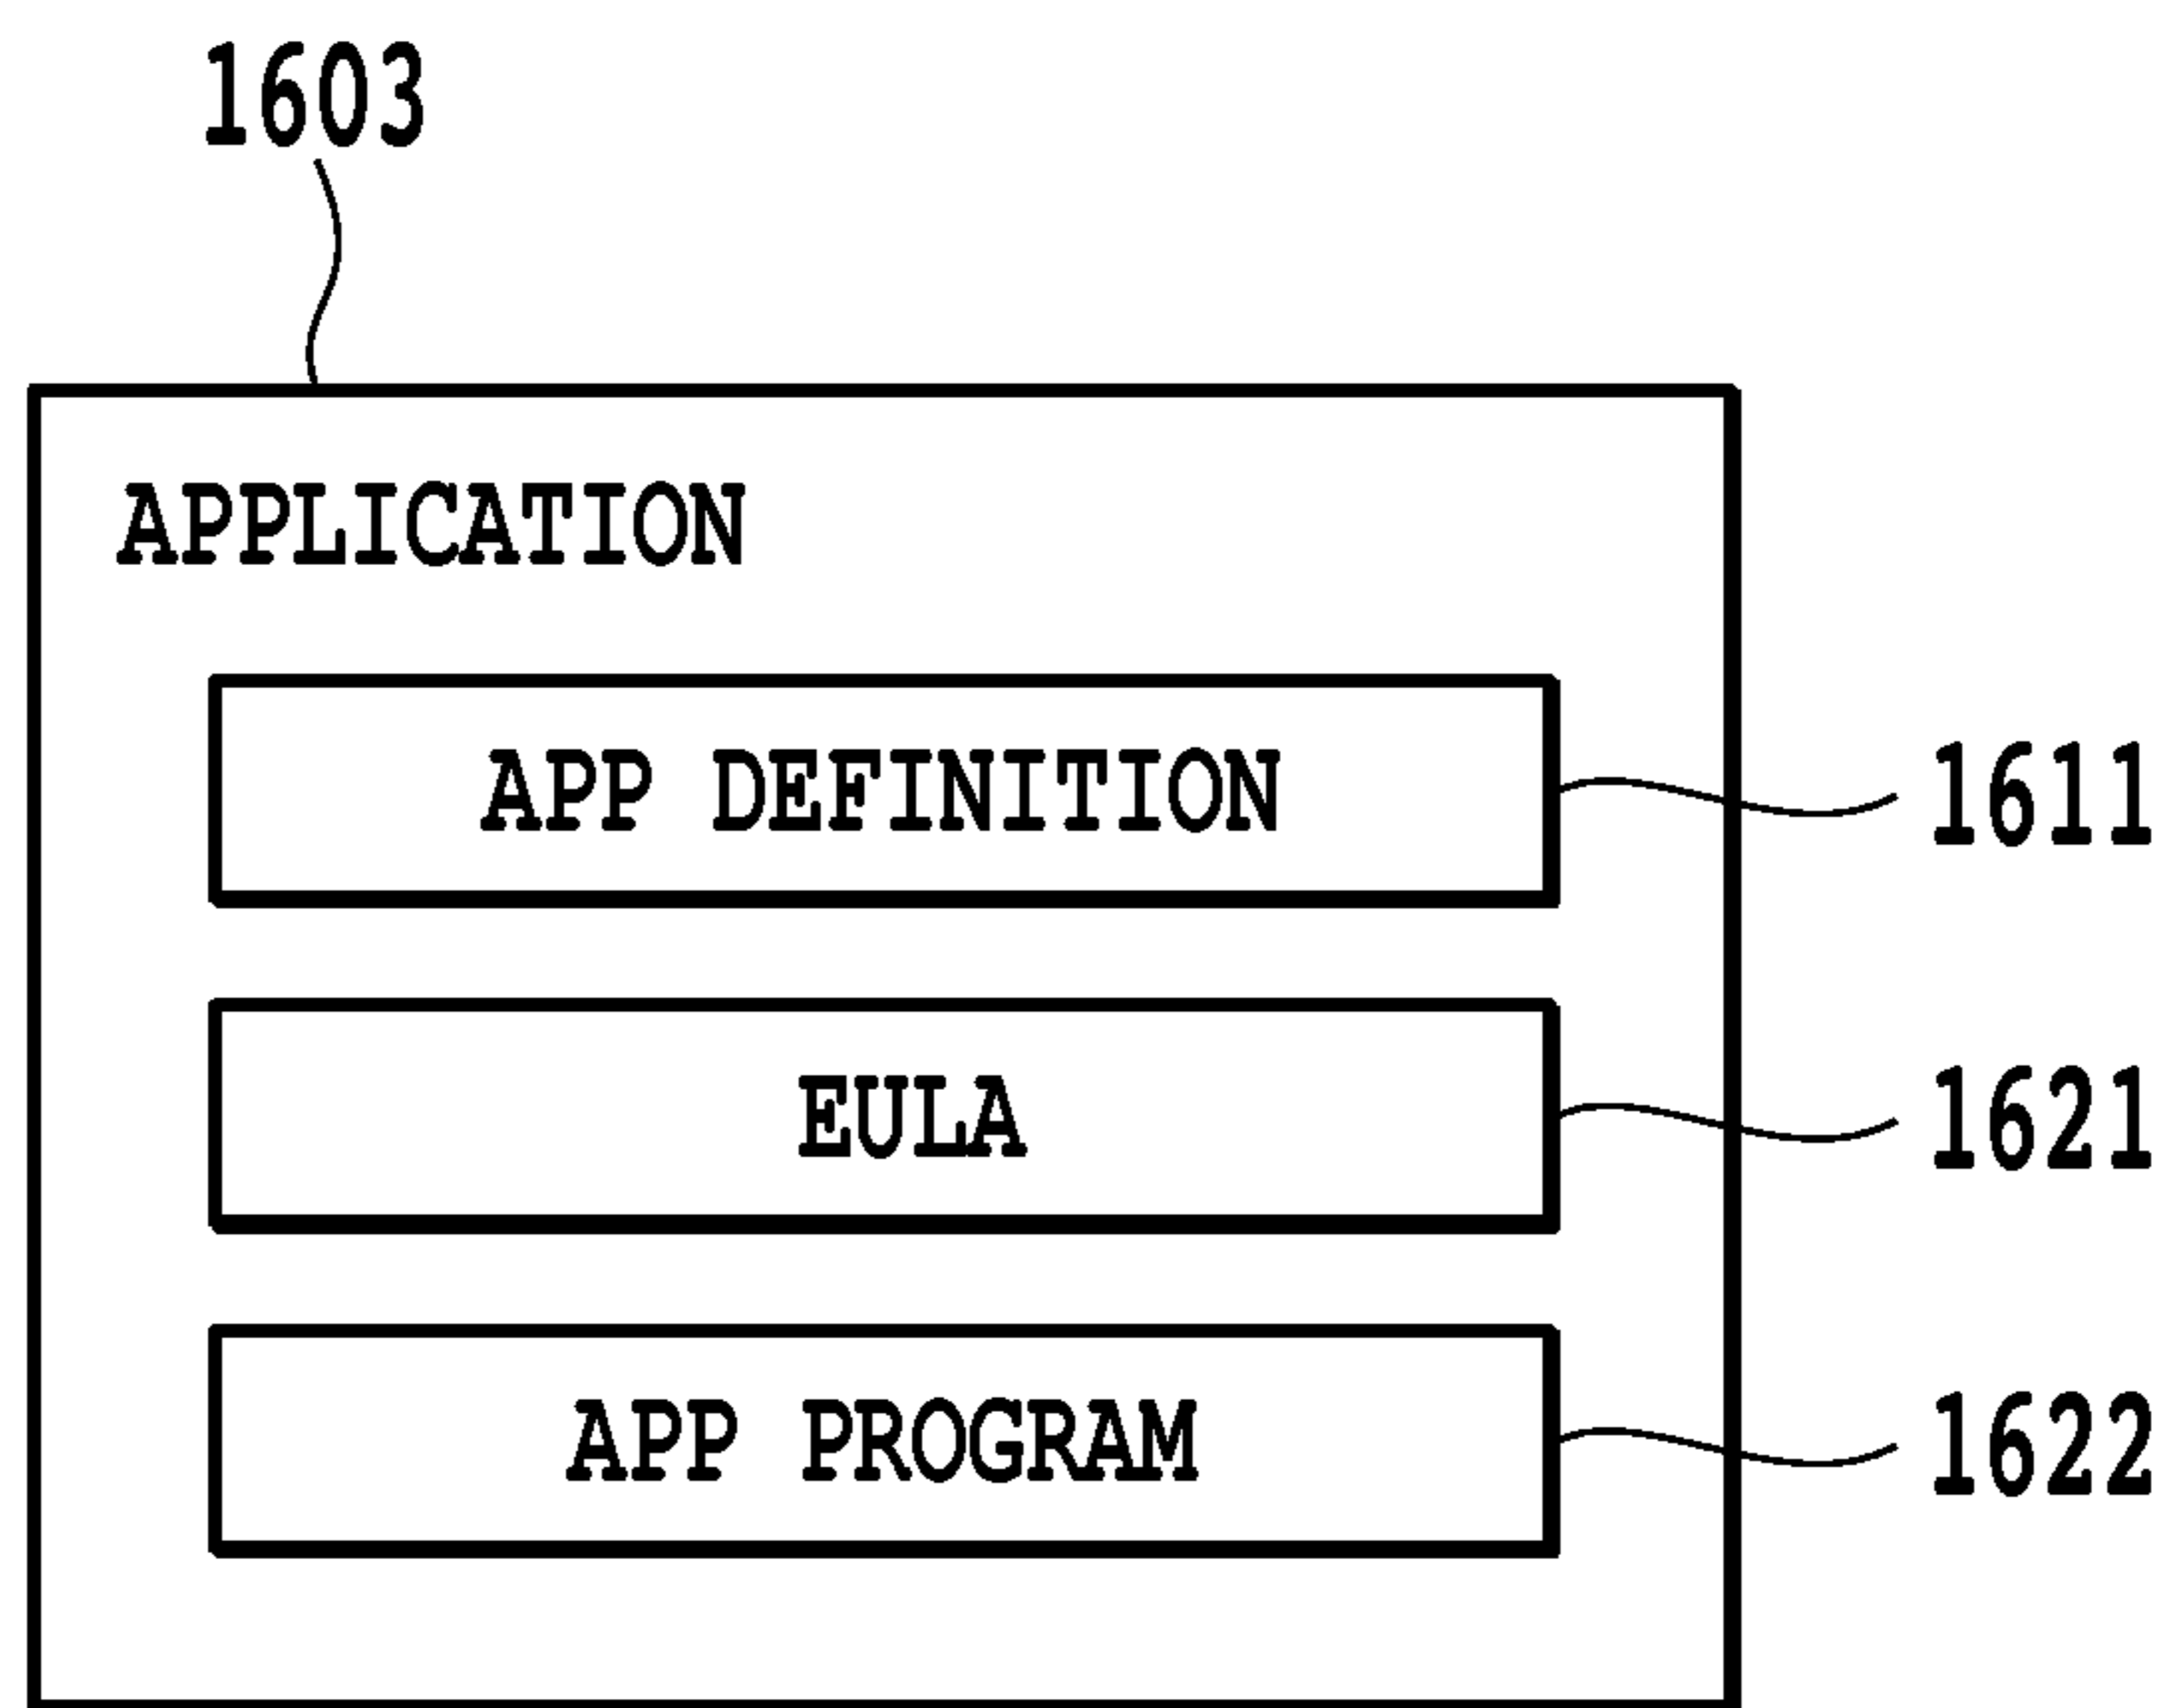 1603
APPLICATION
APP DEFINITION
1611
EULA
1621
APP PROGRAM
1622